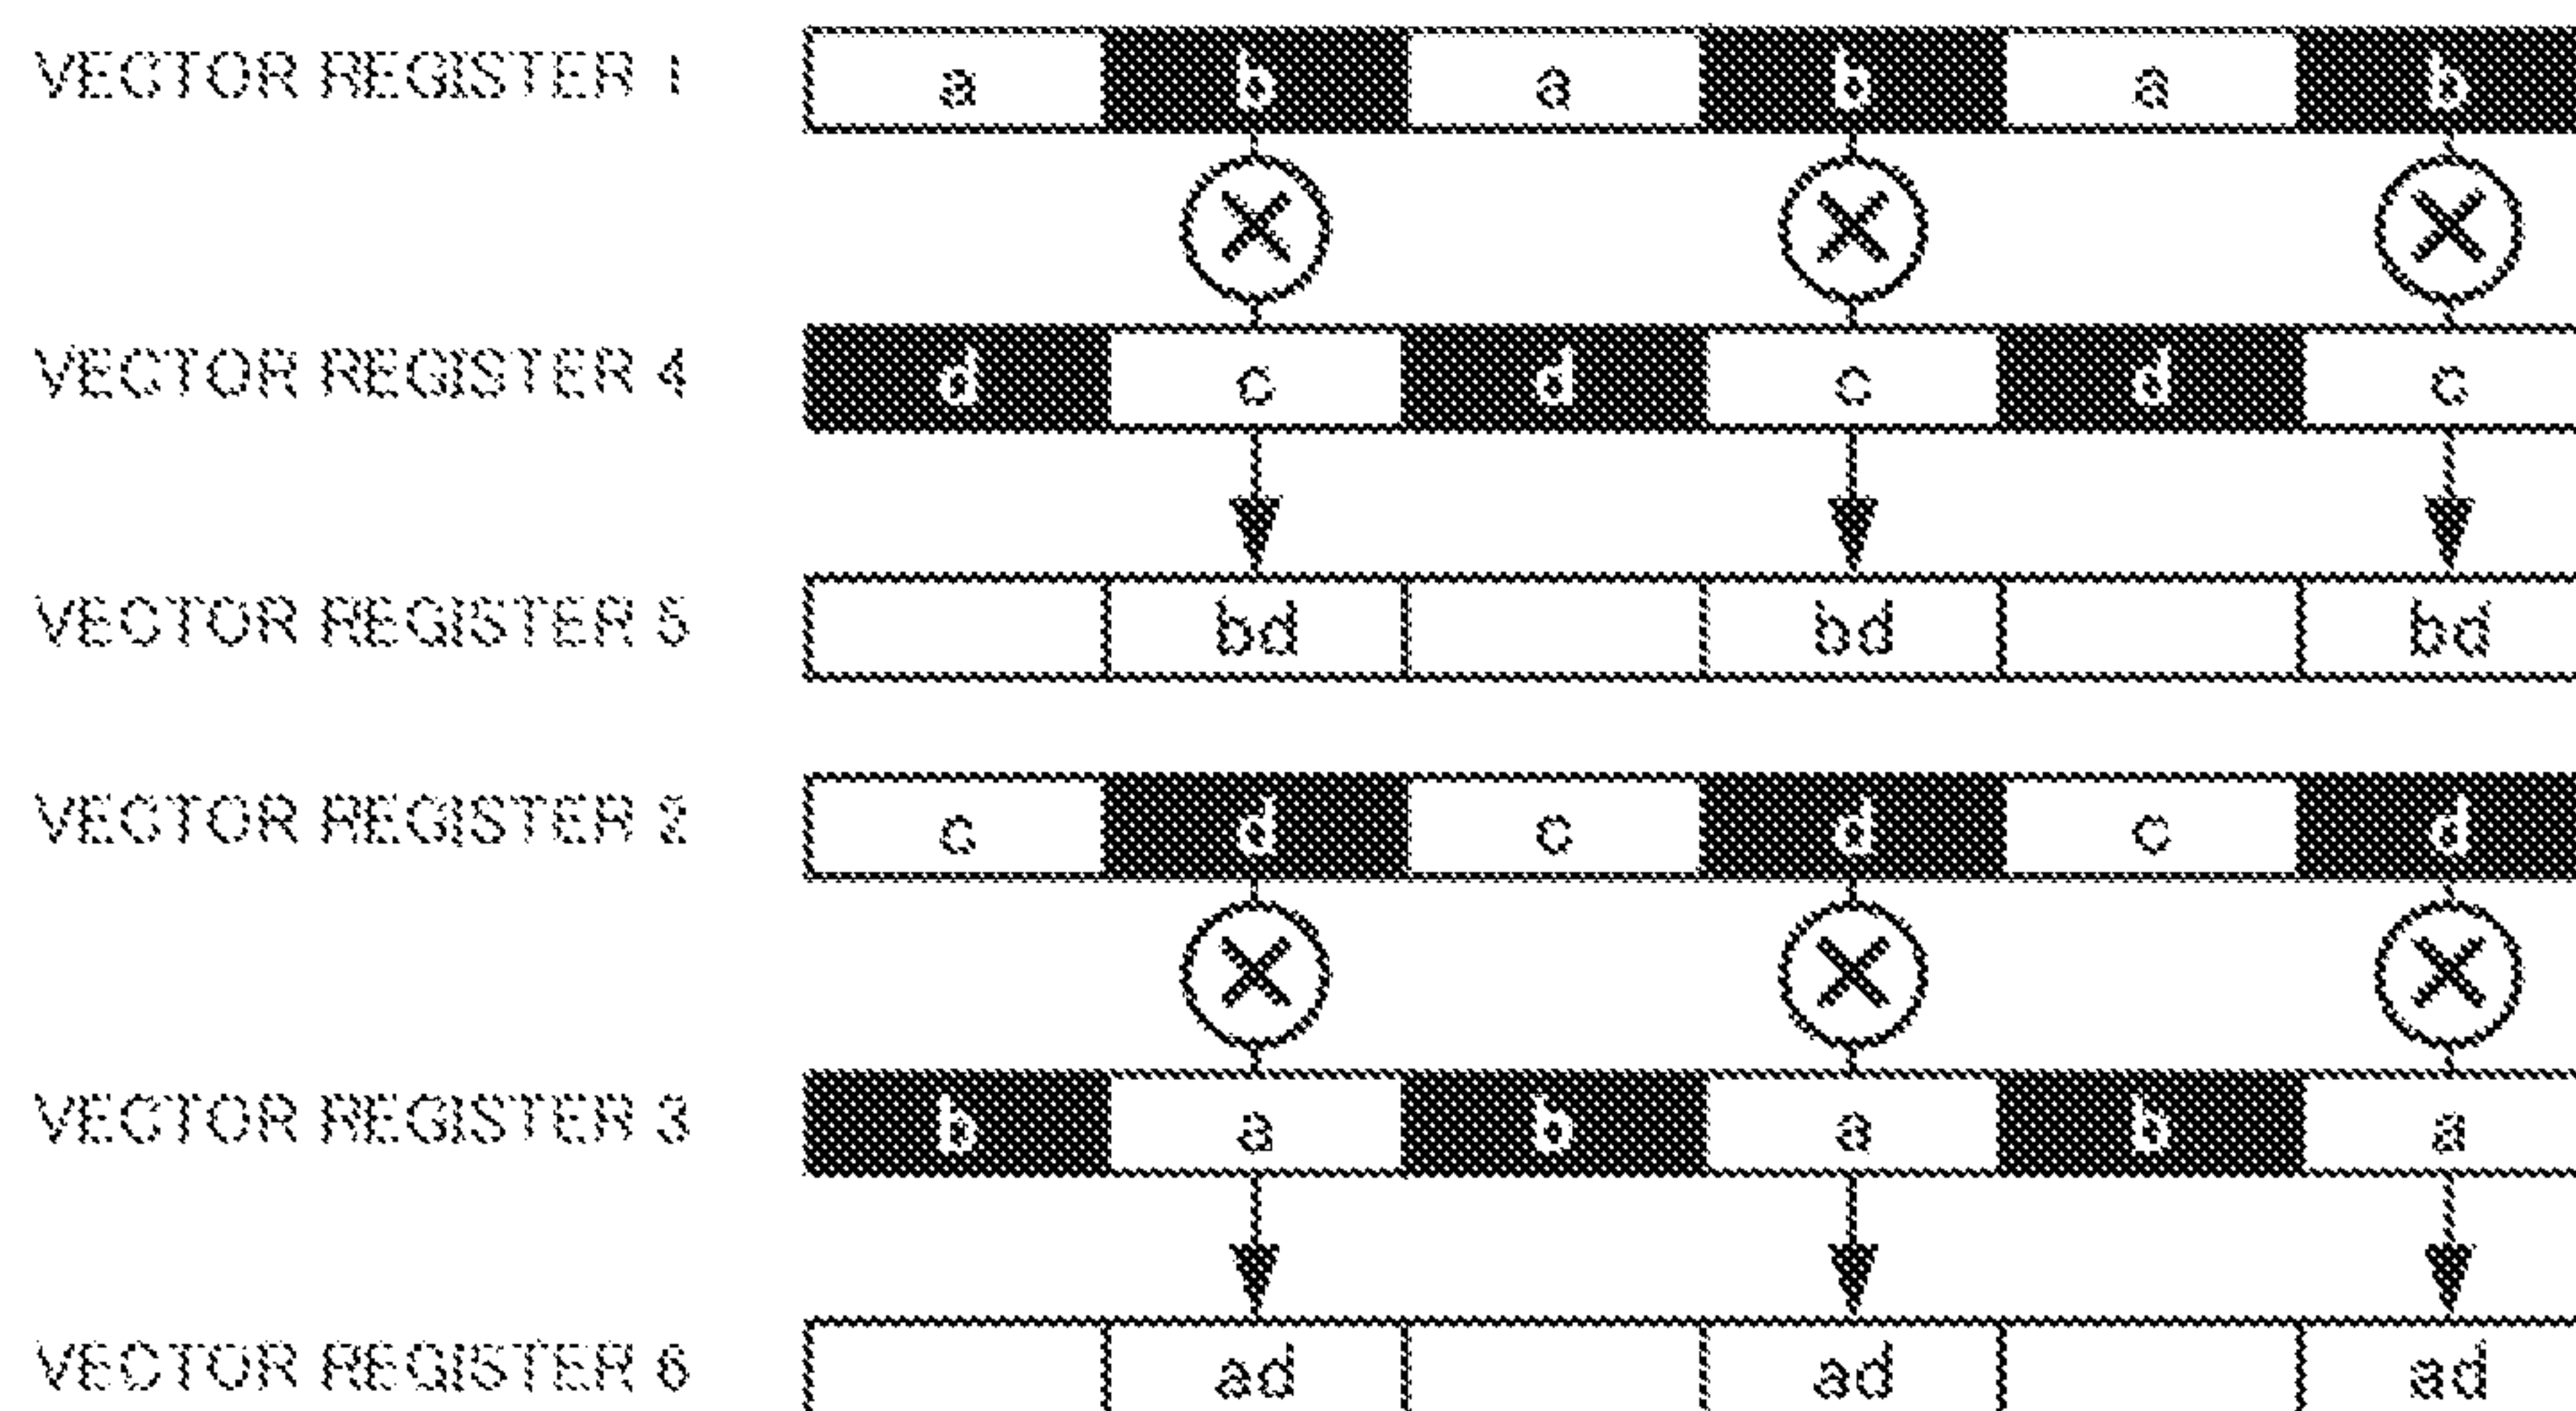 VECTOR REGISTER 1 a b a b a b
VECTOR REGISTER 4 d c d c d c
VECTOR REGISTER 5 bd bd bd
VECTOR REGISTER 2 c d c d c d
VECTOR REGISTER 3 b a b a b a
VECTOR REGISTER 6 ad ad ad